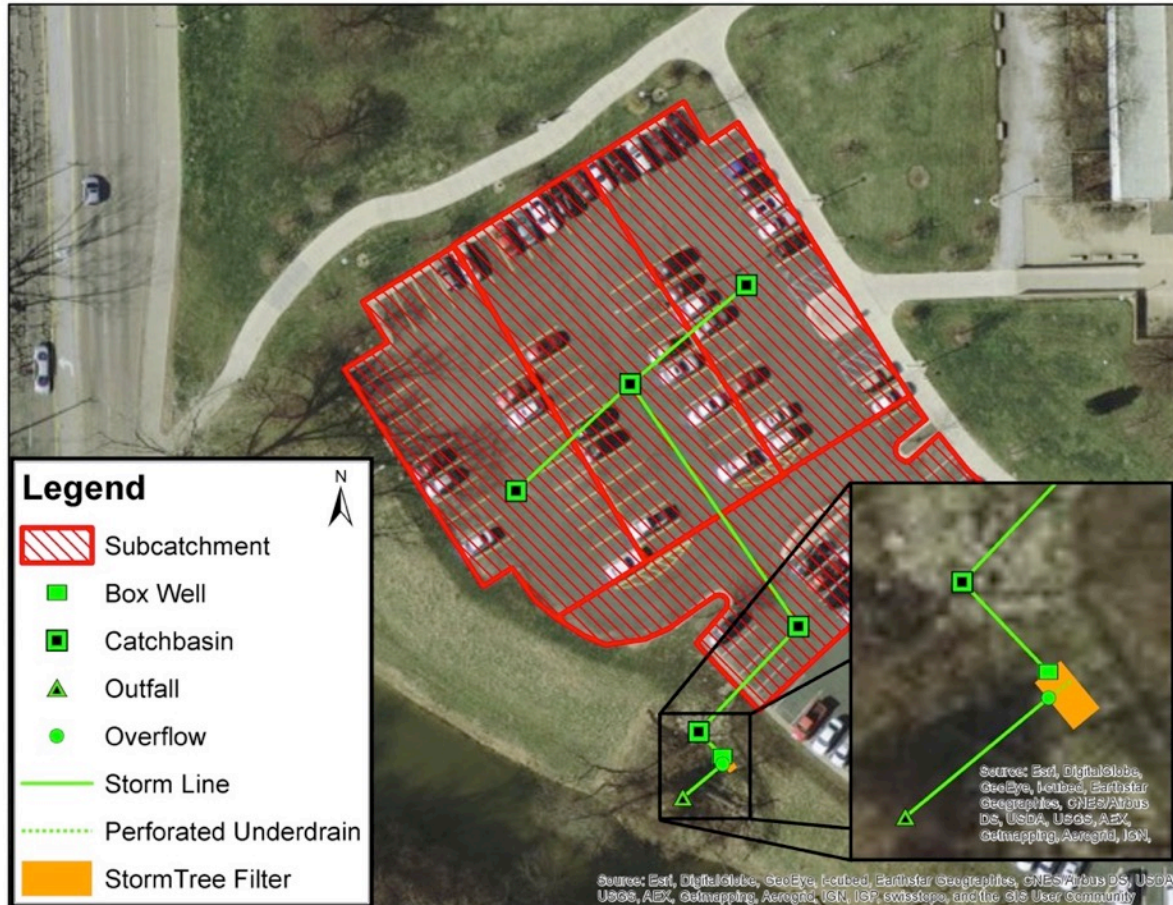 Legend
N
Subcatchment
Box Well
Catchbasin
Outfall
Overflow
Storm Line
Perforated Underdrain
StormTree Filter
Source: Esri, DigitalGlobe,
GeoEye, i-cubed, Earthstar
Geographics, CNES/Airbus
DS, USDA, USGS, AEX,
Getmapping, Aerogrid, IGN,
Source: Esri, DigitalGlobe, GeoEye, i-cubed, Earthstar Geographics, CNES/Airbus DS, USDA,
USGS, AEX, Getmapping, Aerogrid, IGN, IGP, swisstopo, and the GIS User Community